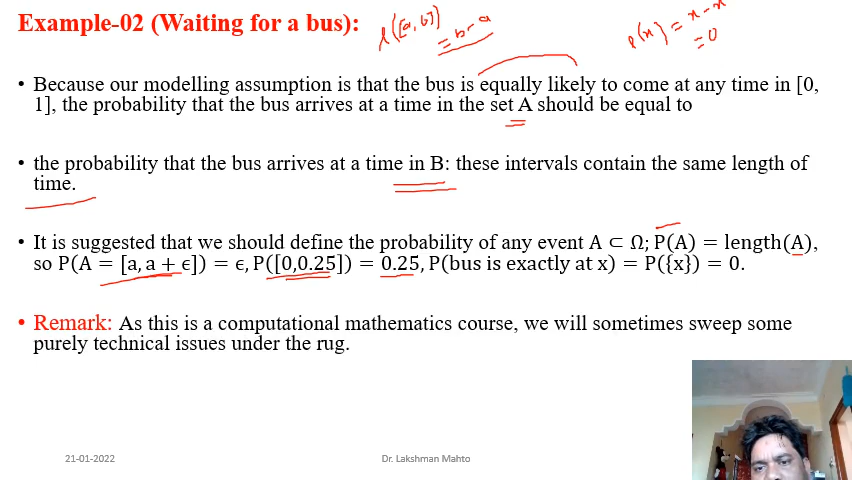 Example-02 (Waiting for a bus):
l([a, b])
= b - a
l(x) = x - x
= 0
• Because our modelling assumption is that the bus is equally likely to come at any time in [0,
1], the probability that the bus arrives at a time in the set A should be equal to
• the probability that the bus arrives at a time in B: these intervals contain the same length of
time.
• It is suggested that we should define the probability of any event A ⊂ Ω; P(A) = length(A),
so P(A = [a, a + ϵ]) = ϵ, P([0,0.25]) = 0.25, P(bus is exactly at x) = P({x}) = 0.
• Remark: As this is a computational mathematics course, we will sometimes sweep some
purely technical issues under the rug.
21-01-2022
Dr. Lakshman Mahto